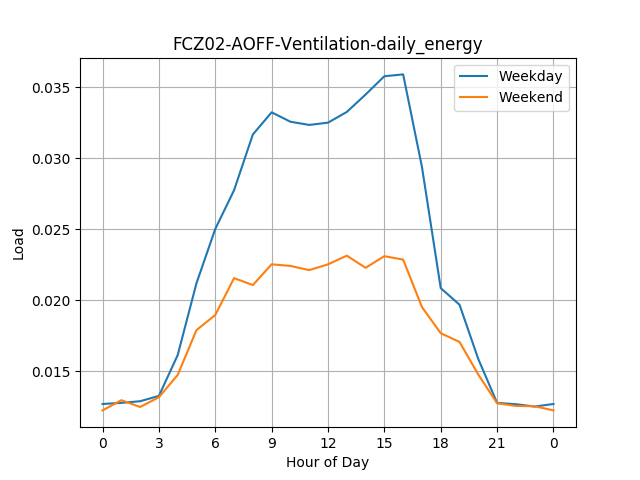 FCZ02-AOFF-Ventilation-daily_energy
Weekday
Weekend
0.035
0.030
0.025
0.020
0.015
Load
0 3 6 9 12 15 18 21 0
Hour of Day